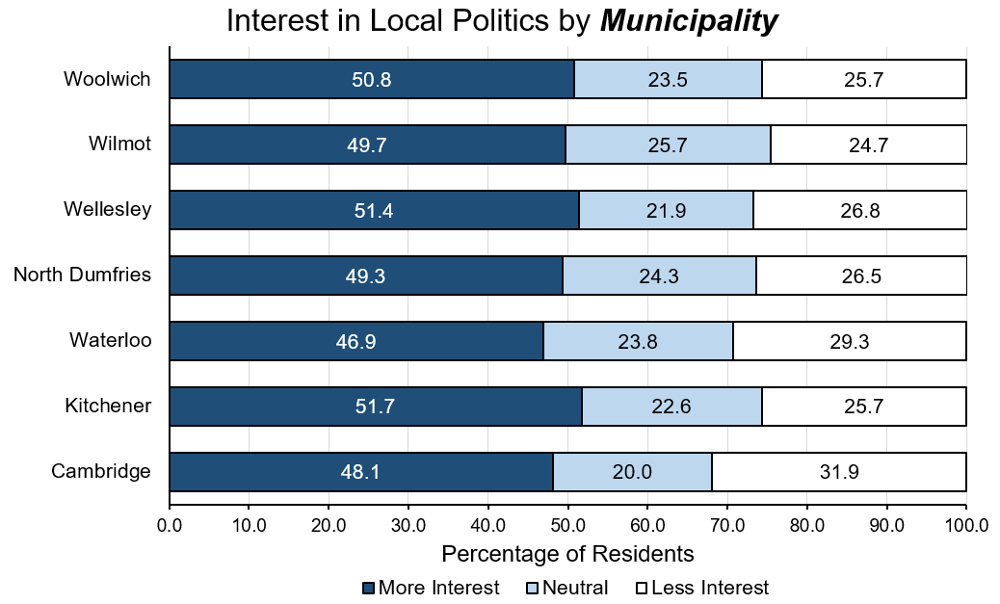 Interest in Local Politics by Municipality
Woolwich 50.8 23.5 25.7
Wilmot 49.7 25.7 24.7
Wellesley 51.4 21.9 26.8
North Dumfries 49.3 24.3 26.5
Waterloo 46.9 23.8 29.3
Kitchener 51.7 22.6 25.7
Cambridge 48.1 20.0 31.9
0.0 10.0 20.0 30.0 40.0 50.0 60.0 70.0 80.0 90.0 100.0
Percentage of Residents
More Interest Neutral Less Interest